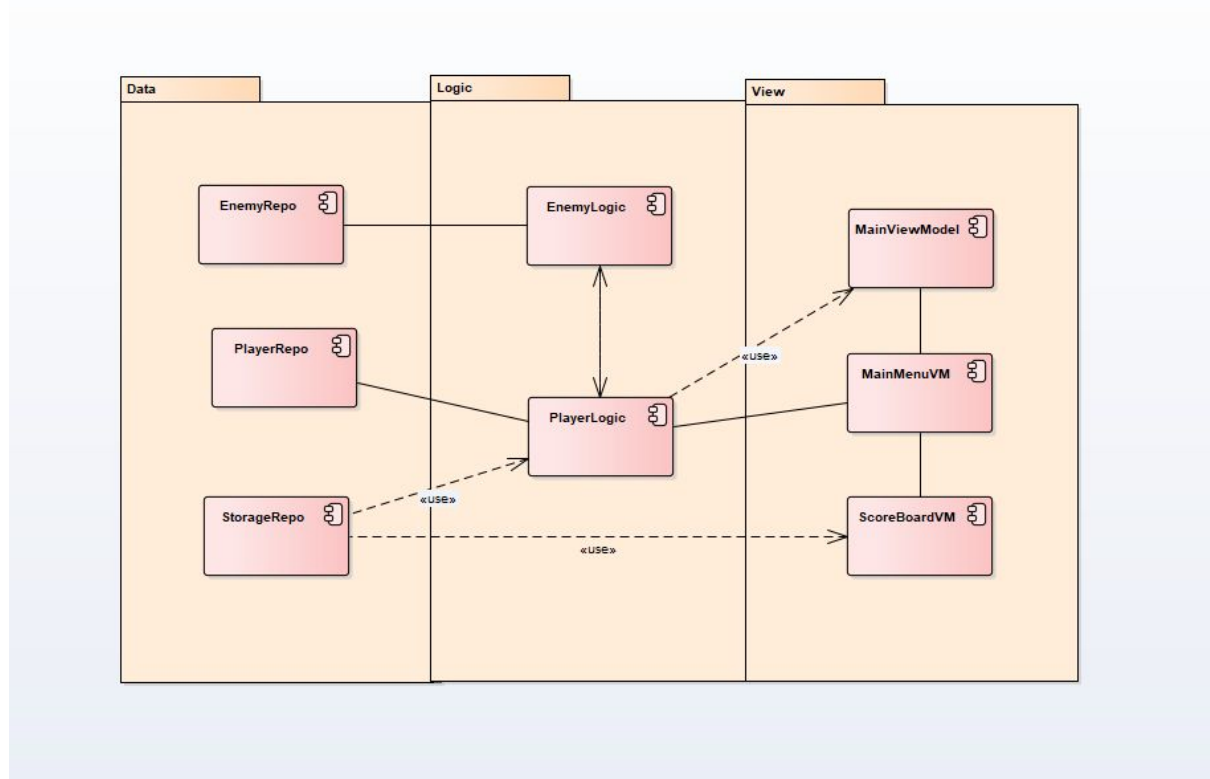 Data
Logic
View
EnemyRepo
EnemyLogic
MainViewModel
PlayerRepo
«use»
MainMenuVM
PlayerLogic
«use»
StorageRepo
ScoreBoardVM
«use»